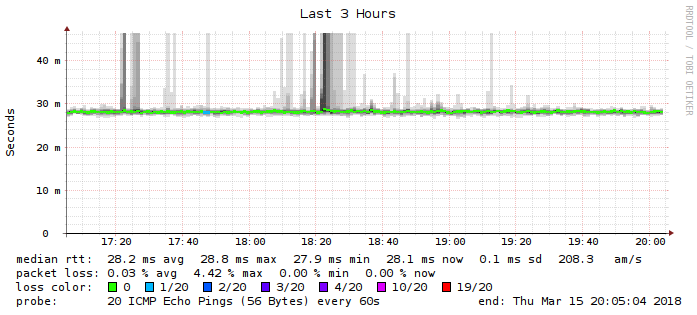 Last 3 Hours
RRDTOOL / TOBI OETIKER
Seconds
40 m
30 m
20 m
10 m
0
17:20 17:40 18:00 18:20 18:40 19:00 19:20 19:40 20:00
median rtt: 28.2 ms avg 28.8 ms max 27.9 ms min 28.1 ms now 0.1 ms sd 208.3 am/s
packet loss: 0.03 % avg 4.42 % max 0.00 % min 0.00 % now
loss color: 0 1/20 2/20 3/20 4/20 10/20 19/20
probe: 20 ICMP Echo Pings (56 Bytes) every 60s end: Thu Mar 15 20:05:04 2018